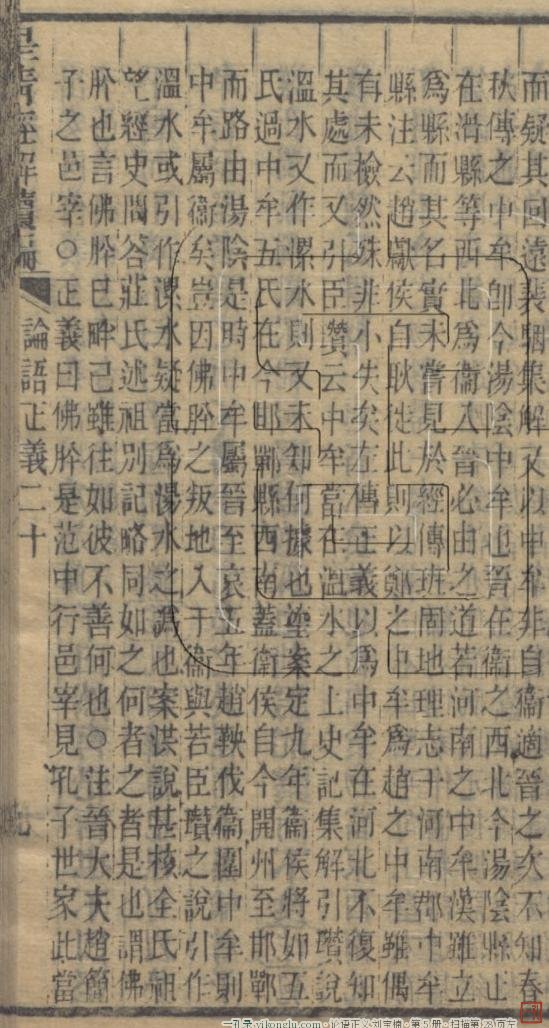 而疑其回遠裴駰集解又以中牟非自衞適晉之次不知春
秋傳之中牟卽今湯陰中牟也晉在衞之西北今湯陰縣正
在滑縣等西北爲衞人晉必由之道若河南之中牟漢雖立
爲縣而其名實未嘗見於經傳班固地理志于河南郡中牟
縣注云趙獻侯自耿徙此則以鄭之中牟爲趙之中牟雖偶
有未檢然殊非小失矣左傳正義以爲中牟在河北不復知
其處而又引臣瓚云中牟當在溫水之上史記集解引瓚說
溫水又作漯水則又未知何據也瑬案定九年衞侯將如五
氏過中牟五氏在今邯鄲縣西南蓋衞侯自今開州至邯鄲
而路由湯陰是時中牟屬晉至哀五年趙鞅伐衞圍中牟則
中牟屬衞矣豈因佛肸之叛地入于衞與若臣瓚之說引作
溫水或引作漯水疑當爲湯水之譌也案洪說甚核全氏祖
望經史問答莊氏述祖別記略同如之何者之者是也謂佛
肸也言佛肸已畔己雖往如彼不善何也○注晉大夫趙簡
子之邑宰○正義曰佛肸是范中行邑宰見孔子世家此當
皇淸經解續編
論語正義二十
九